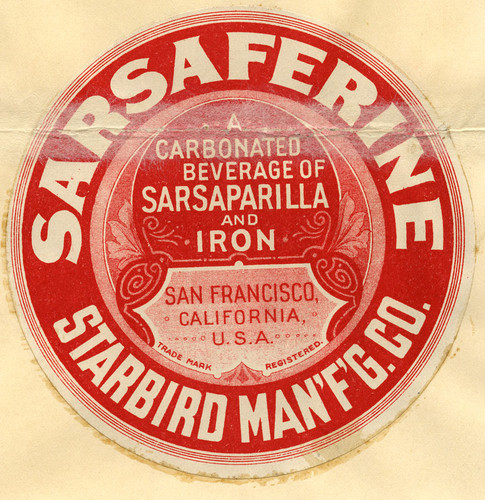 SARSAFERINE
A
CARBONATED
BEVERAGE OF
SARSAPARILLA
AND
IRON
SAN FRANCISCO,
CALIFORNIA,
U.S.A.
TRADE MARK REGISTERED.
STARBIRD MAN'F'G. CO.